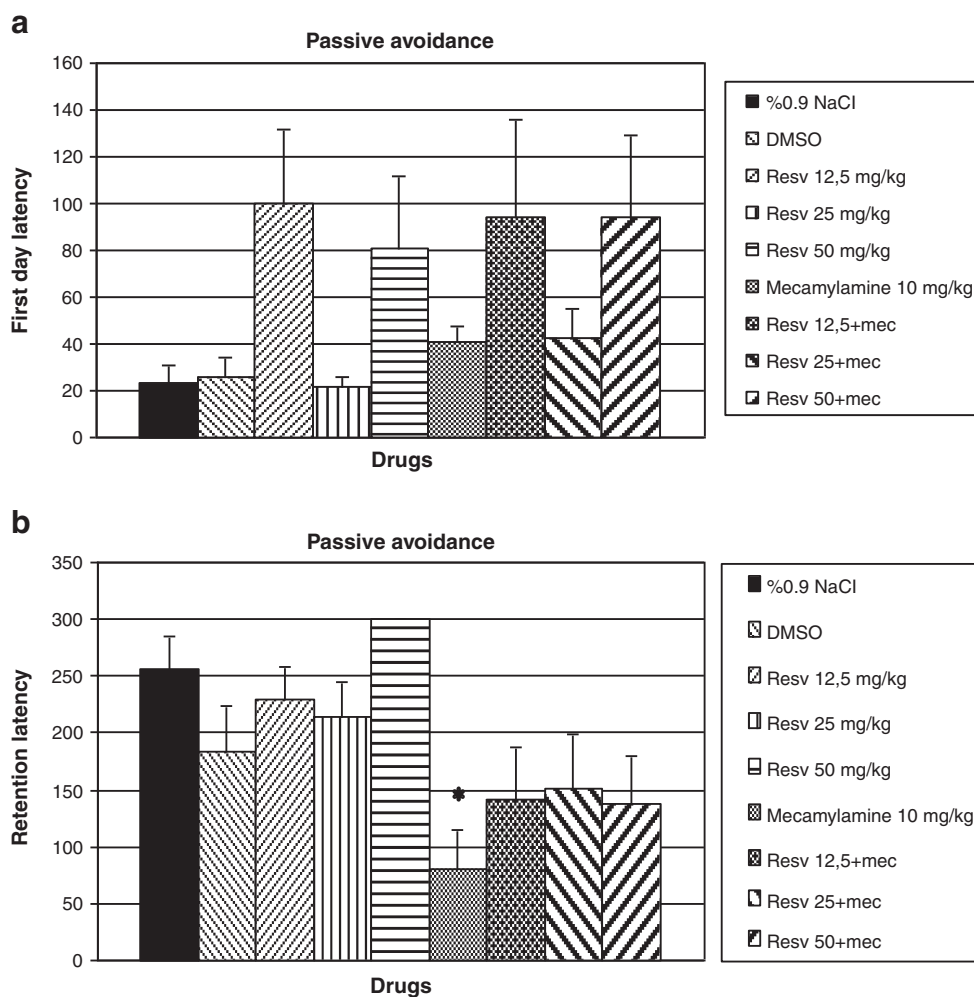 a
Passive avoidance
160
140
120
100
80
60
40
20
0
First day latency
Drugs
%0.9 NaCl
DMSO
Resv 12,5 mg/kg
Resv 25 mg/kg
Resv 50 mg/kg
Mecamylamine 10 mg/kg
Resv 12,5+mec
Resv 25+mec
Resv 50+mec
b
Passive avoidance
350
300
250
200
150
100
50
0
Retention latency
*
Drugs
%0.9 NaCl
DMSO
Resv 12,5 mg/kg
Resv 25 mg/kg
Resv 50 mg/kg
Mecamylamine 10 mg/kg
Resv 12,5+mec
Resv 25+mec
Resv 50+mec